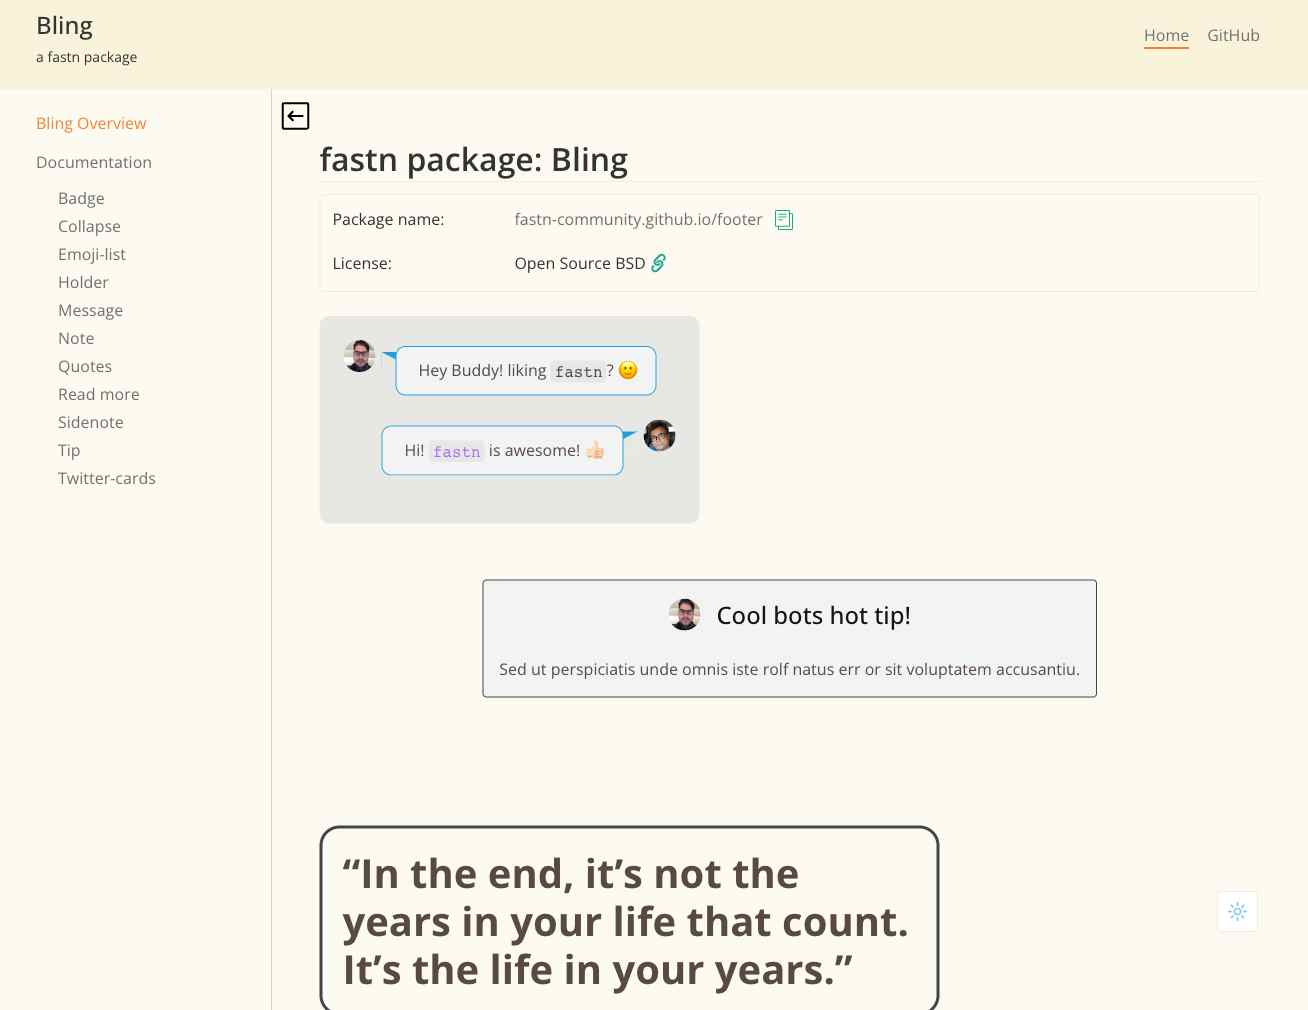 Bling
a fastn package
Home
GitHub
Bling Overview
Documentation
Badge
Collapse
Emoji-list
Holder
Message
Note
Quotes
Read more
Sidenote
Tip
Twitter-cards
fastn package: Bling
Package name:
fastn-community.github.io/footer
License:
Open Source BSD
Hey Buddy! liking fastn? 🙂
Hi! fastn is awesome! 👍🏻
Cool bots hot tip!
Sed ut perspiciatis unde omnis iste rolf natus err or sit voluptatem accusantiu.
“In the end, it’s not the
years in your life that count.
It’s the life in your years.”